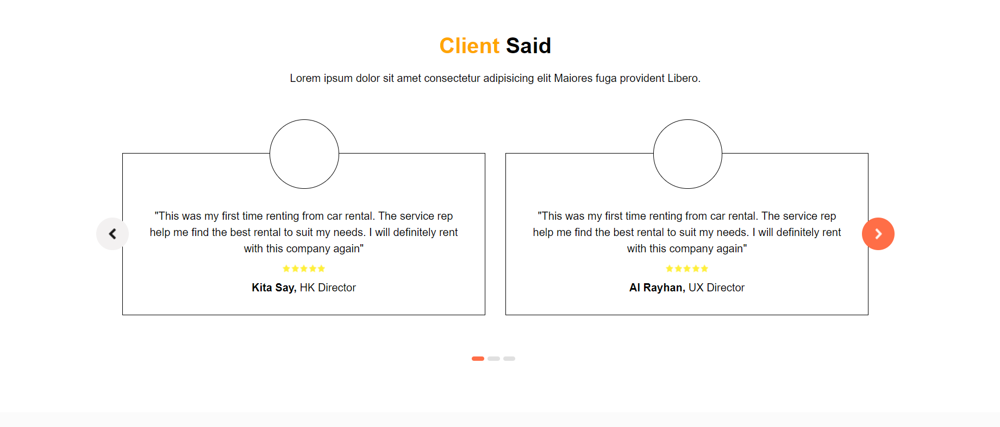 Client Said
Lorem ipsum dolor sit amet consectetur adipisicing elit Maiores fuga provident Libero.
"This was my first time renting from car rental. The service rep
help me find the best rental to suit my needs. I will definitely rent
with this company again"
Kita Say, HK Director
"This was my first time renting from car rental. The service rep
help me find the best rental to suit my needs. I will definitely rent
with this company again"
Al Rayhan, UX Director